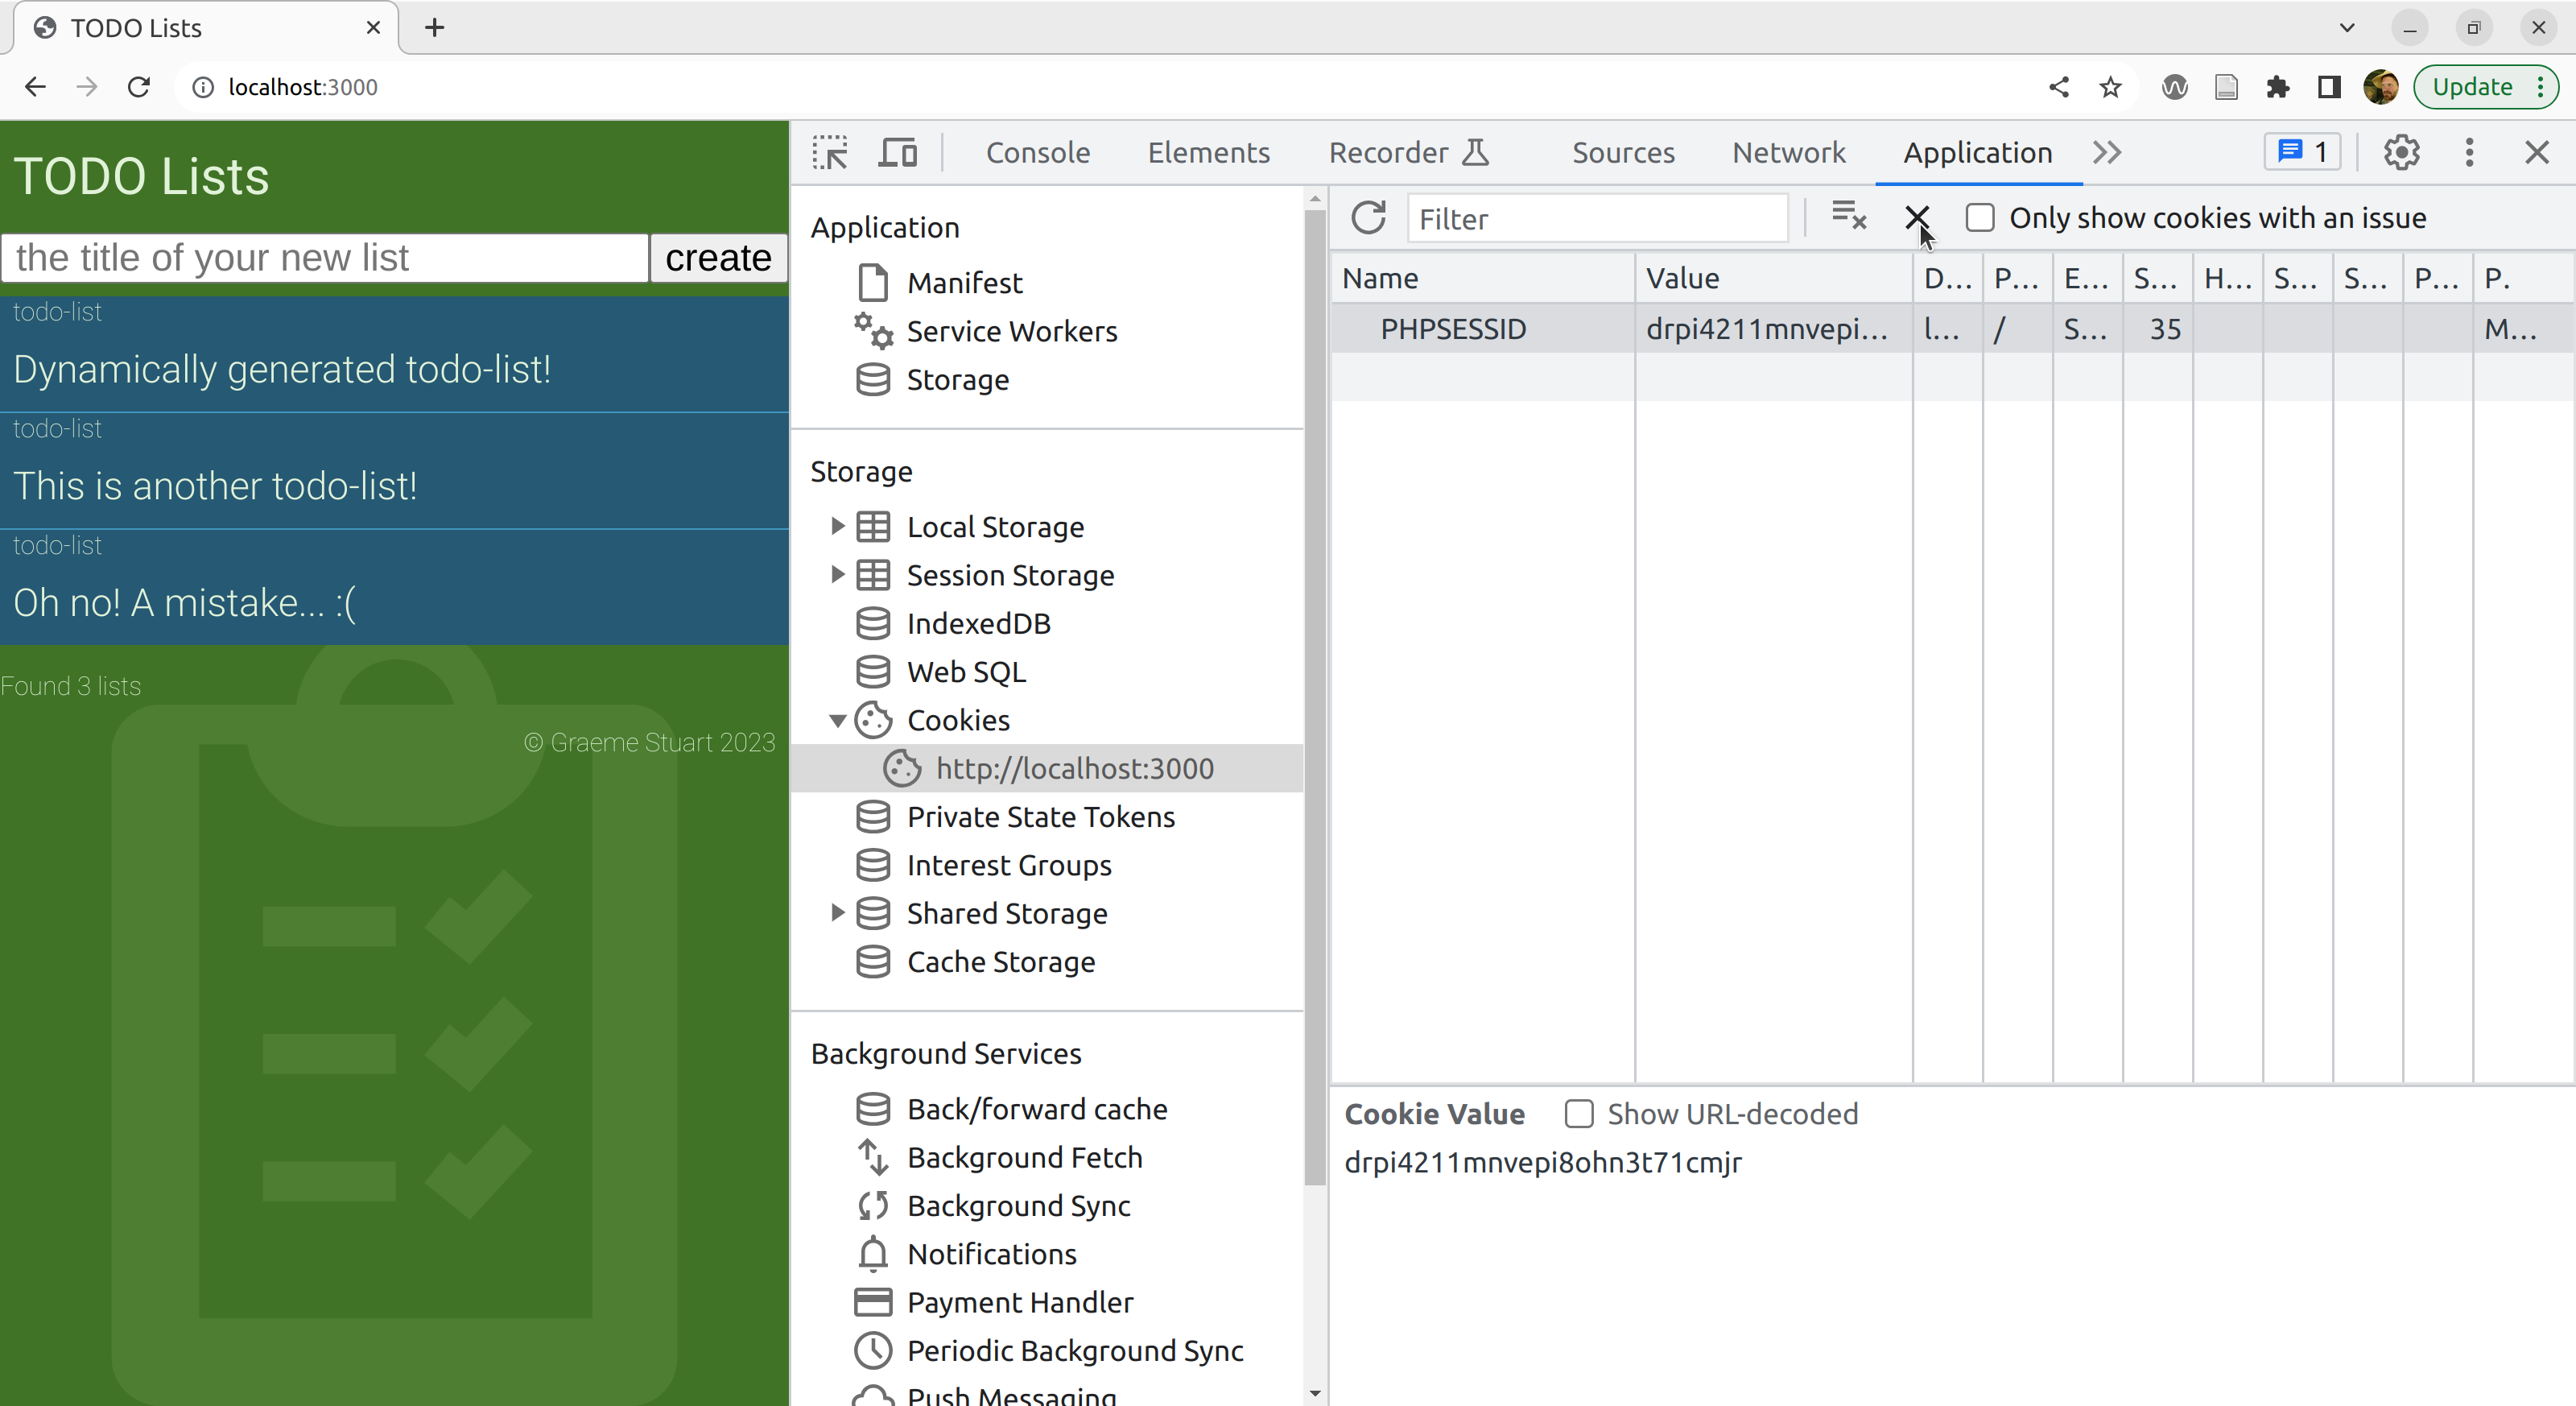 TODO Lists
localhost:3000
Update
TODO Lists
the title of your new list
create
todo-list
Dynamically generated todo-list!
todo-list
This is another todo-list!
todo-list
Oh no! A mistake... :(
Found 3 lists
© Graeme Stuart 2023
Console Elements Recorder Sources Network Application 1
Application
Manifest
Service Workers
Storage
Storage
Local Storage
Session Storage
IndexedDB
Web SQL
Cookies
http://localhost:3000
Private State Tokens
Interest Groups
Shared Storage
Cache Storage
Background Services
Back/forward cache
Background Fetch
Background Sync
Notifications
Payment Handler
Periodic Background Sync
Push Messaging
Filter Only show cookies with an issue
Name Value D... P... E... S... H... S... S... P... P.
PHPSESSID drpi4211mnvepi... l... / S... 35 M...
Cookie Value Show URL-decoded
drpi4211mnvepi8ohn3t71cmjr